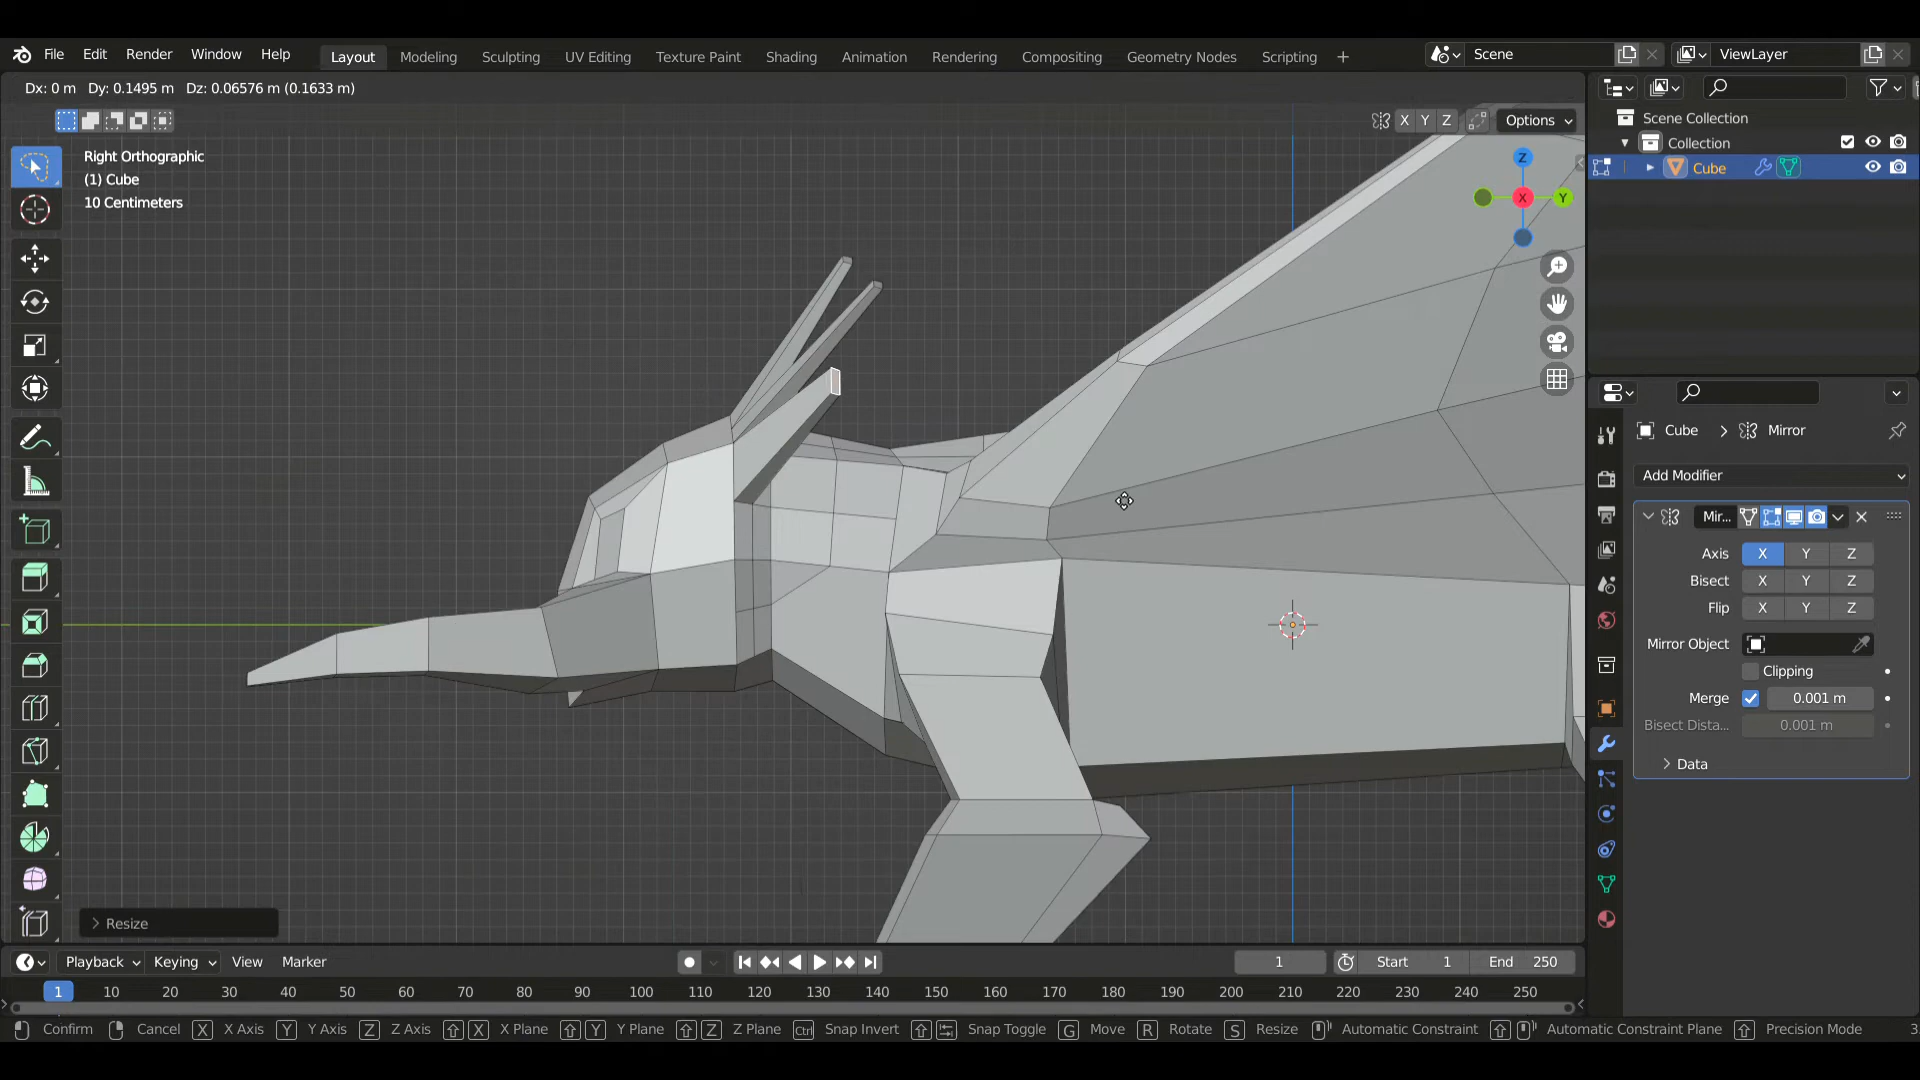 File Edit Render Window Help Layout Modeling Sculpting UV Editing Texture Paint Shading Animation Rendering Compositing Geometry Nodes Scripting + Scene ViewLayer
Dx: 0 m Dy: 0.1495 m Dz: 0.06576 m (0.1633 m)
X Y Z Options
Right Orthographic
(1) Cube
10 Centimeters
Z
X
Y
Scene Collection
Collection
Cube
Cube > Mirror
Add Modifier
Mir...
Axis X Y Z
Bisect X Y Z
Flip X Y Z
Mirror Object
Clipping
Merge 0.001 m
Bisect Dista... 0.001 m
Data
Resize
Playback Keying View Marker 1 Start 1 End 250
1 10 20 30 40 50 60 70 80 90 100 110 120 130 140 150 160 170 180 190 200 210 220 230 240 250
Confirm Cancel X X Axis Y Y Axis Z Z Axis X X Plane Y Y Plane Z Z Plane Ctrl Snap Invert Snap Toggle G Move R Rotate S Resize Automatic Constraint Automatic Constraint Plane Precision Mode